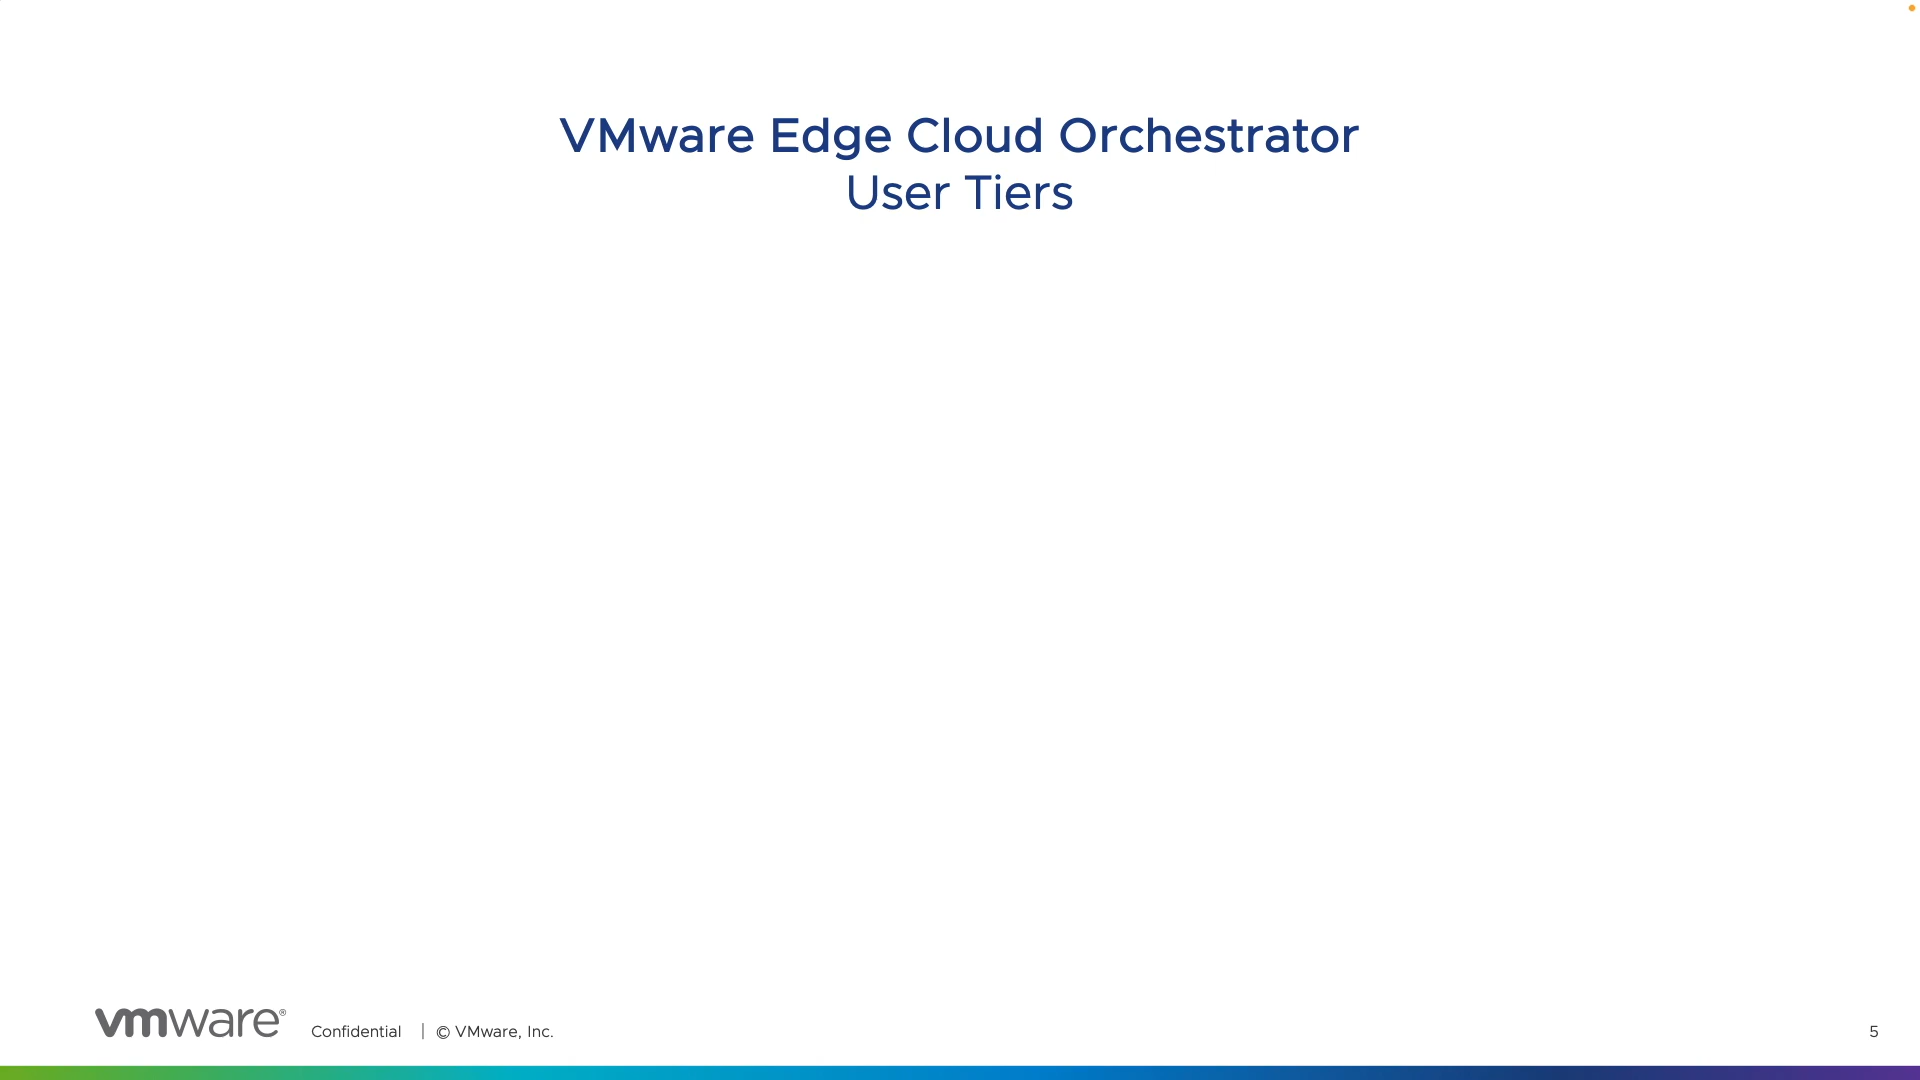 VMware Edge Cloud Orchestrator
User Tiers
vmware® Confidential | © VMware, Inc. 5